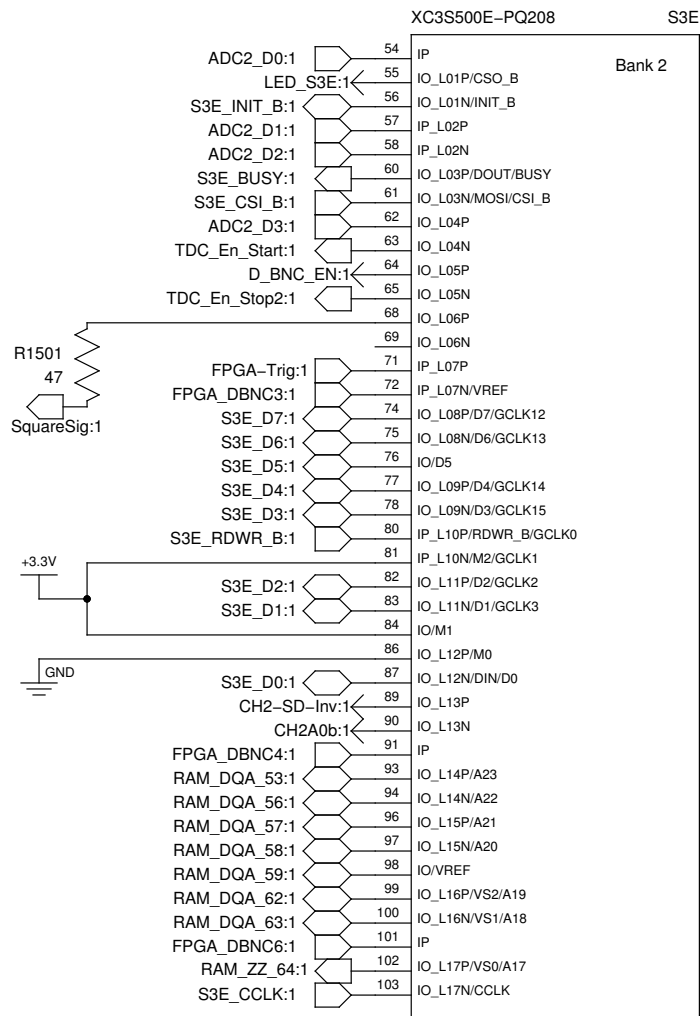 XC3S500E-PQ208 S3E
Bank 2
ADC2_D0:1 54 IP
LED_S3E:1 55 IO_L01P/CSO_B
S3E_INIT_B:1 56 IO_L01N/INIT_B
ADC2_D1:1 57 IP_L02P
ADC2_D2:1 58 IP_L02N
S3E_BUSY:1 60 IO_L03P/DOUT/BUSY
S3E_CSI_B:1 61 IO_L03N/MOSI/CSI_B
ADC2_D3:1 62 IO_L04P
TDC_En_Start:1 63 IO_L04N
D_BNC_EN:1 64 IO_L05P
TDC_En_Stop2:1 65 IO_L05N
68 IO_L06P
69 IO_L06N
R1501
47
SquareSig:1
FPGA-Trig:1 71 IP_L07P
FPGA_DBNC3:1 72 IP_L07N/VREF
S3E_D7:1 74 IO_L08P/D7/GCLK12
S3E_D6:1 75 IO_L08N/D6/GCLK13
S3E_D5:1 76 IO/D5
S3E_D4:1 77 IO_L09P/D4/GCLK14
S3E_D3:1 78 IO_L09N/D3/GCLK15
S3E_RDWR_B:1 80 IP_L10P/RDWR_B/GCLK0
+3.3V 81 IP_L10N/M2/GCLK1
S3E_D2:1 82 IO_L11P/D2/GCLK2
S3E_D1:1 83 IO_L11N/D1/GCLK3
84 IO/M1
GND 86 IO_L12P/M0
S3E_D0:1 87 IO_L12N/DIN/D0
CH2-SD-Inv:1 89 IO_L13P
CH2A0b:1 90 IO_L13N
FPGA_DBNC4:1 91 IP
RAM_DQA_53:1 93 IO_L14P/A23
RAM_DQA_56:1 94 IO_L14N/A22
RAM_DQA_57:1 96 IO_L15P/A21
RAM_DQA_58:1 97 IO_L15N/A20
RAM_DQA_59:1 98 IO/VREF
RAM_DQA_62:1 99 IO_L16P/VS2/A19
RAM_DQA_63:1 100 IO_L16N/VS1/A18
FPGA_DBNC6:1 101 IP
RAM_ZZ_64:1 102 IO_L17P/VS0/A17
S3E_CCLK:1 103 IO_L17N/CCLK